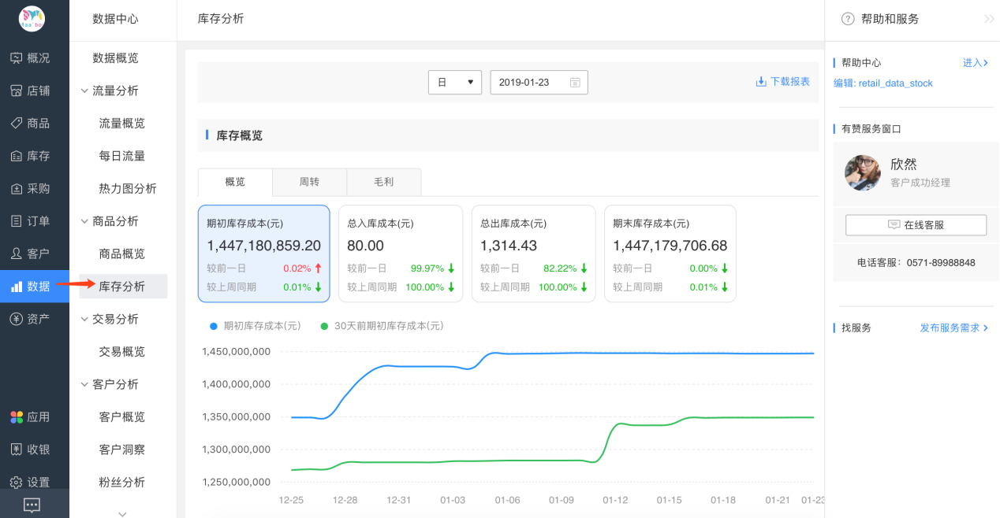 概况
店铺
商品
库存
采购
订单
客户
数据
资产
应用
收银
设置
数据中心
数据概览
流量分析
流量概览
每日流量
热力图分析
商品分析
商品概览
库存分析
交易分析
交易概览
客户分析
客户概览
客户洞察
粉丝分析
库存分析
日 2019-01-23 下载报表
库存概览
概览 周转 毛利
期初库存成本(元)
1,447,180,859.20
较前一日 0.02%
较上周同期 0.01%
总入库成本(元)
80.00
较前一日 99.97%
较上周同期 100.00%
总出库成本(元)
1,314.43
较前一日 82.22%
较上周同期 100.00%
期末库存成本(元)
1,447,179,706.68
较前一日 0.00%
较上周同期 0.01%
期初库存成本(元) 30天前期初库存成本(元)
1,450,000,000
1,400,000,000
1,350,000,000
1,300,000,000
1,250,000,000
12-25 12-28 12-31 01-03 01-06 01-09 01-12 01-15 01-18 01-21 01-23
? 帮助和服务
帮助中心 进入
编辑: retail_data_stock
有赞服务窗口
欣然
客户成功经理
在线客服
电话客服：0571-89988848
找服务 发布服务需求